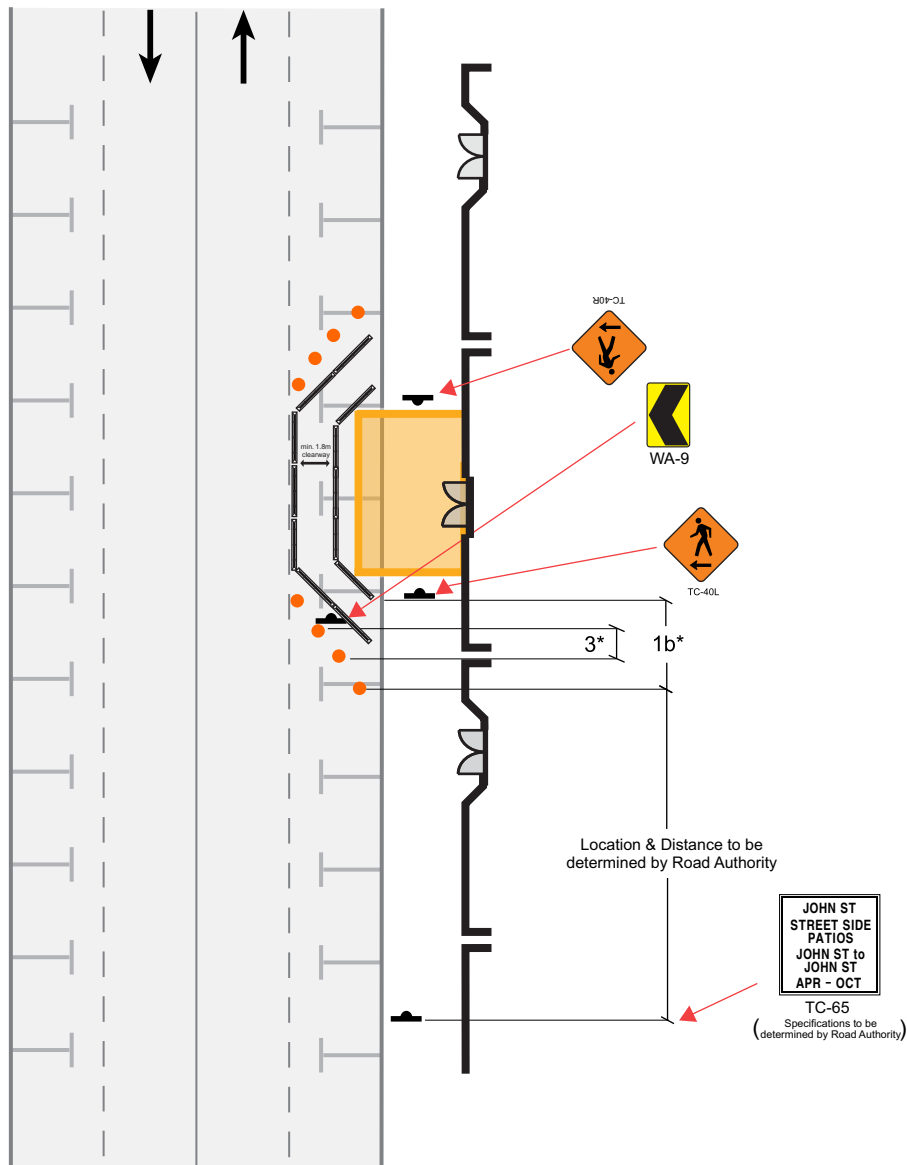 TC-40R
WA-9
min. 1.8m
clearway
TC-40L
3*
1b*
Location & Distance to be
determined by Road Authority
JOHN ST
STREET SIDE
PATIOS
JOHN ST to
JOHN ST
APR - OCT
TC-65
(Specifications to be
determined by Road Authority)